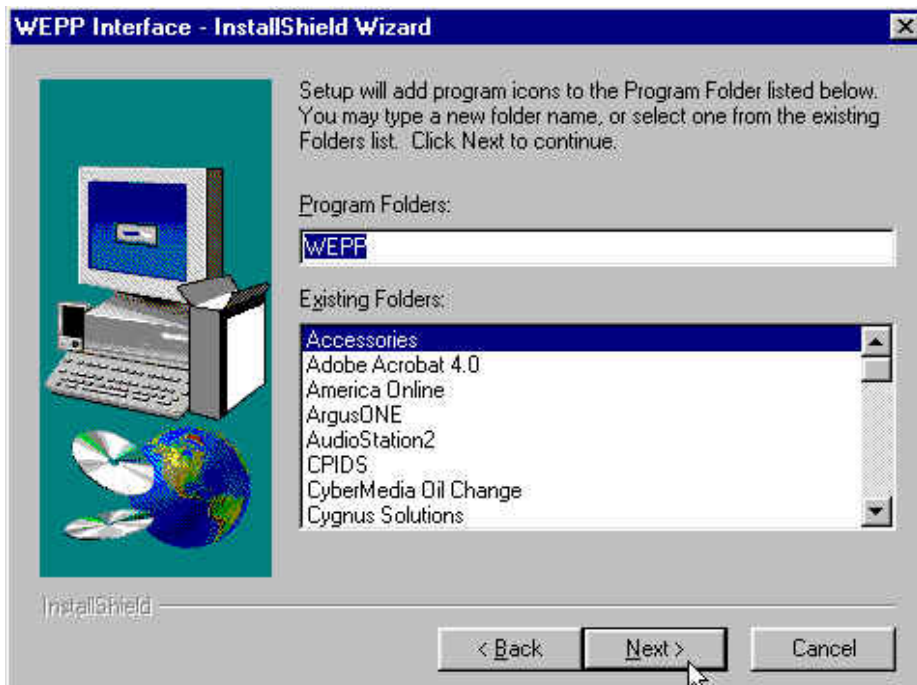 WEPP Interface - InstallShield Wizard
Setup will add program icons to the Program Folder listed below.
You may type a new folder name, or select one from the existing
Folders list. Click Next to continue.
Program Folders:
WEPP
Existing Folders:
Accessories
Adobe Acrobat 4.0
America Online
ArgusONE
AudioStation2
CPIDS
CyberMedia Oil Change
Cygnus Solutions
InstallShield
< Back
Next >
Cancel